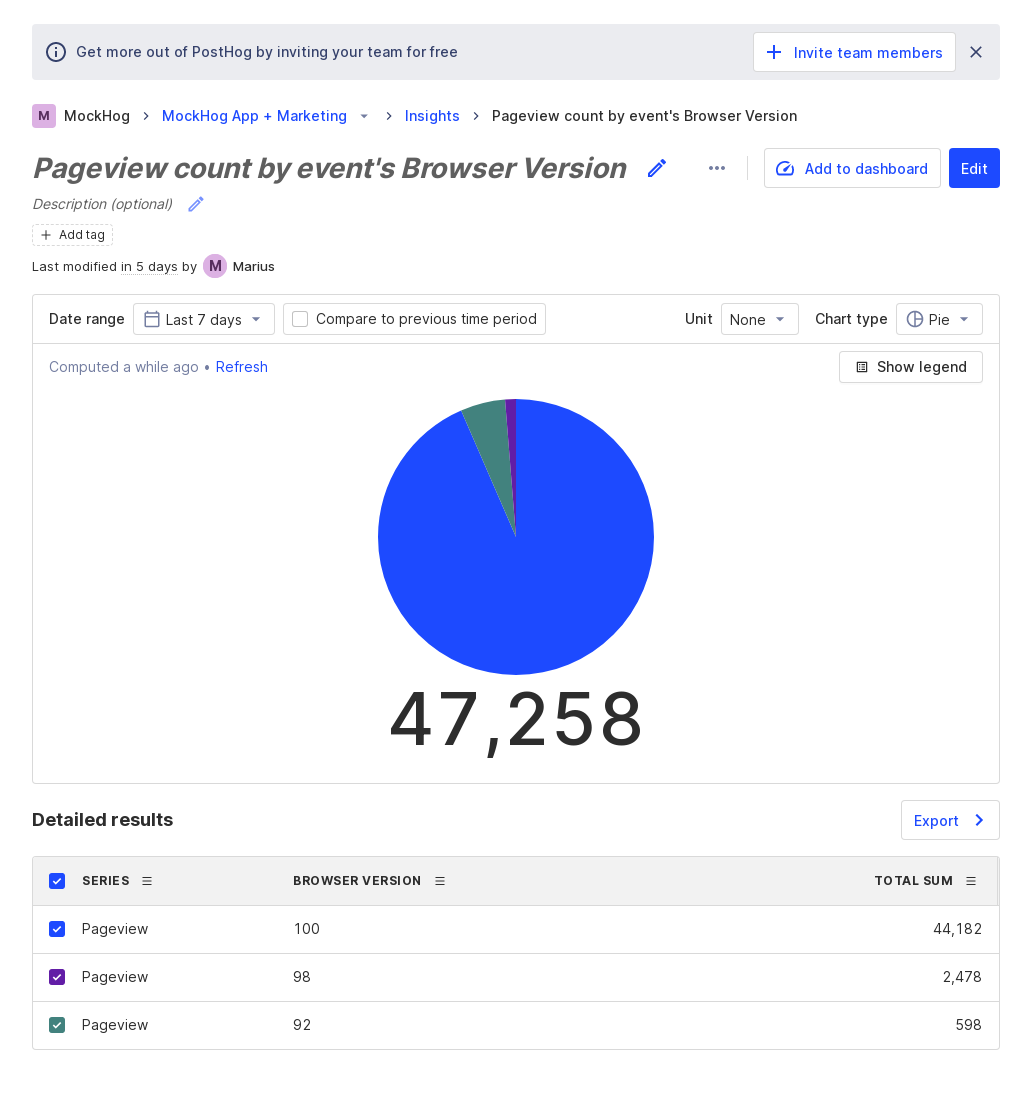 Get more out of PostHog by inviting your team for free
Invite team members
M MockHog > MockHog App + Marketing > Insights > Pageview count by event's Browser Version
Pageview count by event's Browser Version
Add to dashboard
Edit
Description (optional)
Add tag
Last modified in 5 days by M Marius
Date range Last 7 days Compare to previous time period Unit None Chart type Pie
Computed a while ago • Refresh
Show legend
47,258
Detailed results
Export
SERIES BROWSER VERSION TOTAL SUM
Pageview 100 44,182
Pageview 98 2,478
Pageview 92 598